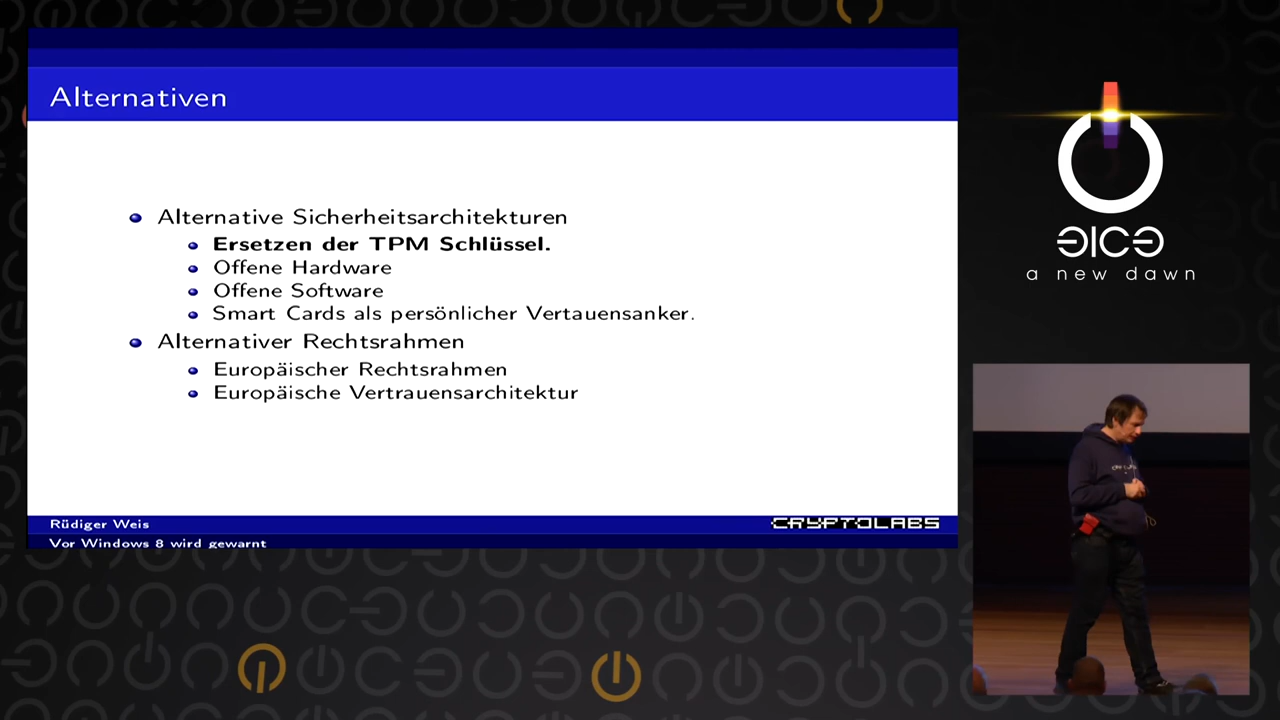 Alternativen
Alternative Sicherheitsarchitekturen
Ersetzen der TPM Schlüssel.
Offene Hardware
Offene Software
Smart Cards als persönlicher Vertauensanker.
Alternativer Rechtsrahmen
Europäischer Rechtsrahmen
Europäische Vertrauensarchitektur
Rüdiger Weis
CRYPTOLABS
Vor Windows 8 wird gewarnt
a new dawn